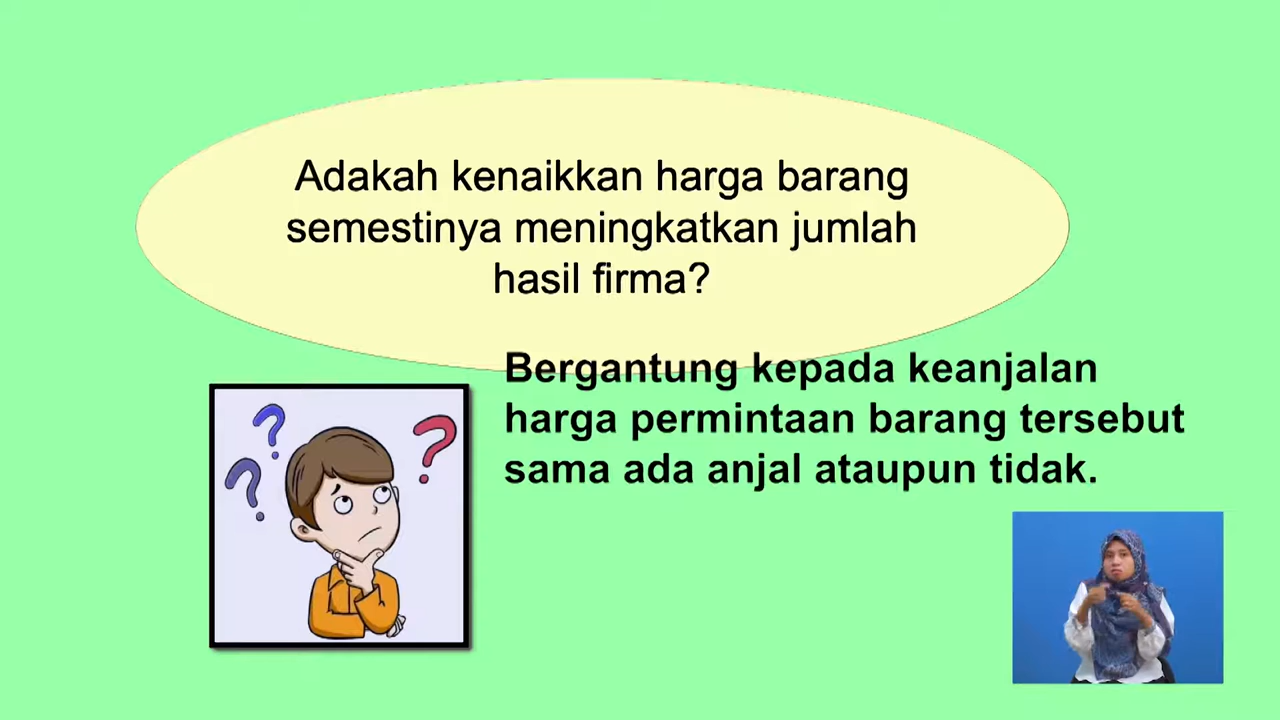 Adakah kenaikkan harga barang
semestinya meningkatkan jumlah
hasil firma?
Bergantung kepada keanjalan
harga permintaan barang tersebut
sama ada anjal ataupun tidak.